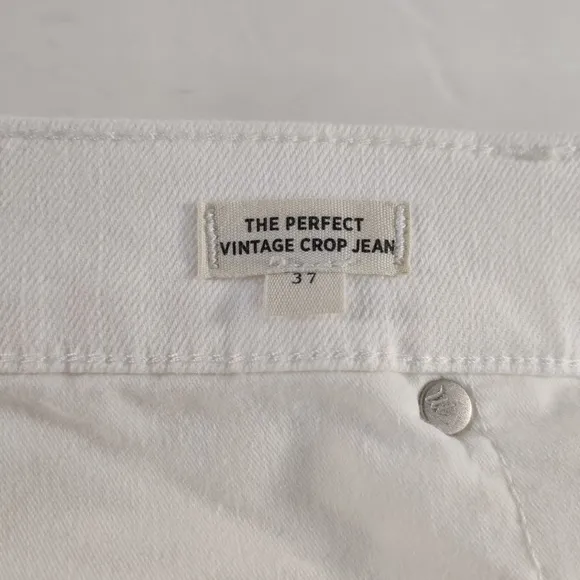 THE PERFECT
VINTAGE CROP JEAN
37